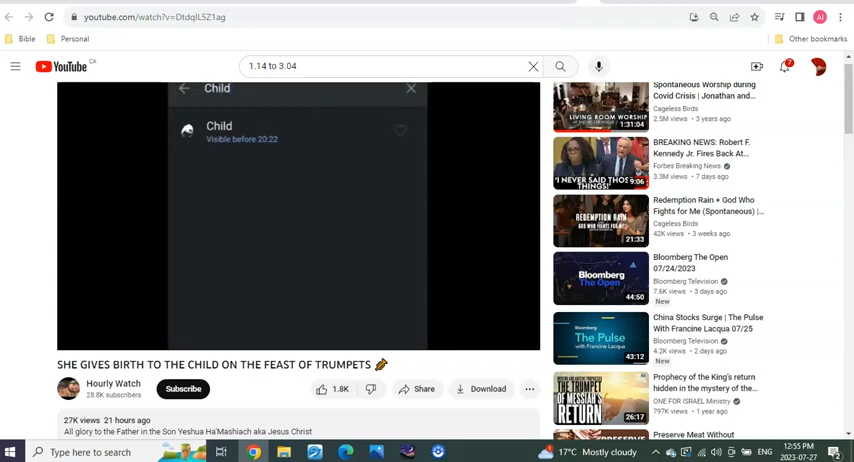 youtube.com/watch?v=DtdqIL5Z1ag
AI
Bible
Personal
Other bookmarks
YouTube CA
1.14 to 3.04
7
Child
Child
Visible before 20:22
SHE GIVES BIRTH TO THE CHILD ON THE FEAST OF TRUMPETS
Hourly Watch
28.8K subscribers
Subscribe
1.8K
Share
Download
27K views 21 hours ago
All glory to the Father in the Son Yeshua Ha'Mashiach aka Jesus Christ
LIVING ROOM WORSHIP
1:31:04
Spontaneous Worship during
Covid Crisis | Jonathan and...
Cageless Birds
2.5M views • 3 years ago
'I NEVER SAID THOSE
THINGS!'
9:06
BREAKING NEWS: Robert F.
Kennedy Jr. Fires Back At...
Forbes Breaking News
3.3M views • 7 days ago
REDEMPTION RAIN
AND WHO FIGHTS FOR ME
21:33
Redemption Rain + God Who
Fights for Me (Spontaneous) |...
Cageless Birds
42K views • 3 weeks ago
Bloomberg
The Open
44:50
Bloomberg The Open
07/24/2023
Bloomberg Television
7.6K views • 3 days ago
New
Bloomberg
The Pulse
43:12
China Stocks Surge | The Pulse
With Francine Lacqua 07/25
Bloomberg Television
4.2K views • 2 days ago
New
THE TRUMPET
OF MESSIAH'S
RETURN
26:17
Prophecy of the King's return
hidden in the mystery of the...
ONE FOR ISRAEL Ministry
797K views • 1 year ago
Preserve Meat Without
Type here to search
17°C Mostly cloudy
ENG
12:55 PM
2023-07-27
2